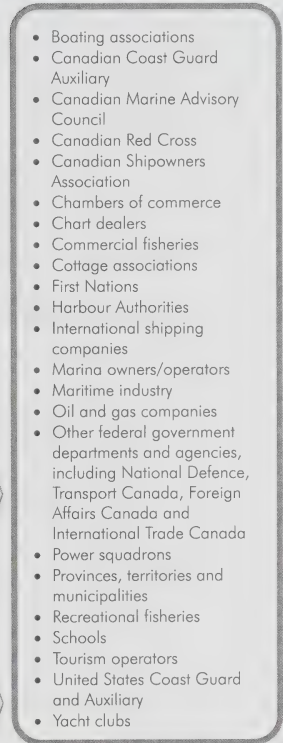 • Boating associations
• Canadian Coast Guard
Auxiliary
• Canadian Marine Advisory
Council
• Canadian Red Cross
• Canadian Shipowners
Association
• Chambers of commerce
• Chart dealers
• Commercial fisheries
• Cottage associations
• First Nations
• Harbour Authorities
• International shipping
companies
• Marina owners/operators
• Maritime industry
• Oil and gas companies
• Other federal government
departments and agencies,
including National Defence,
Transport Canada, Foreign
Affairs Canada and
International Trade Canada
• Power squadrons
• Provinces, territories and
municipalities
• Recreational fisheries
• Schools
• Tourism operators
• United States Coast Guard
and Auxiliary
• Yacht clubs